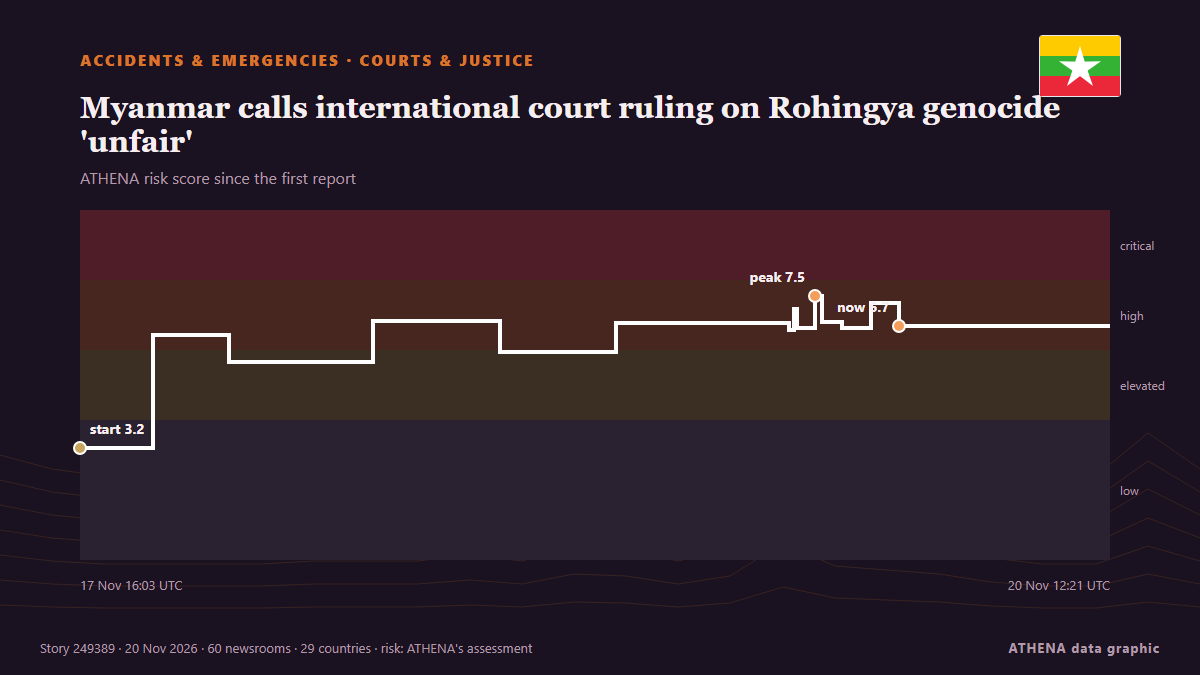 ACCIDENTS & EMERGENCIES · COURTS & JUSTICE
Myanmar calls international court ruling on Rohingya genocide
'unfair'
ATHENA risk score since the first report
critical
peak 7.5
now 6.7
high
elevated
start 3.2
low
17 Nov 16:03 UTC
20 Nov 12:21 UTC
Story 249389 · 20 Nov 2026 · 60 newsrooms · 29 countries · risk: ATHENA's assessment
ATHENA data graphic